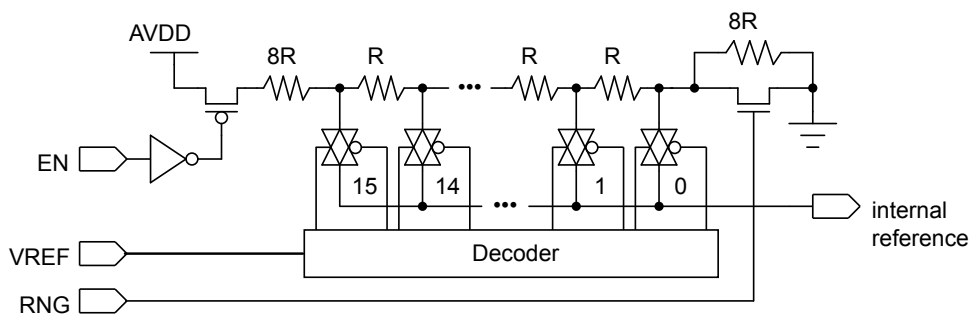 8R
AVDD
8R
R
R
R
•••
EN
15
14
1
0
•••
internal
reference
VREF
Decoder
RNG